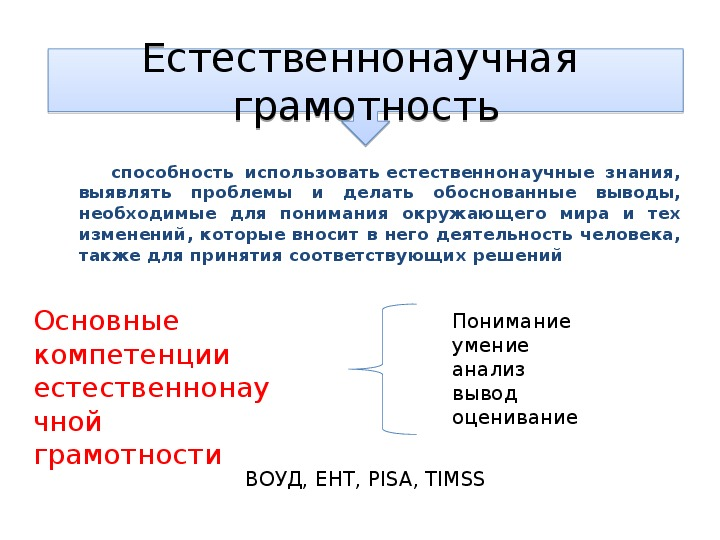 Естественнонаучная
грамотность
способность использовать естественнонаучные знания,
выявлять проблемы и делать обоснованные выводы,
необходимые для понимания окружающего мира и тех
изменений, которые вносит в него деятельность человека,
также для принятия соответствующих решений
Основные
компетенции
естественнонау
чной
грамотности
Понимание
умение
анализ
вывод
оценивание
ВОУД, ЕНТ, PISA, TIMSS